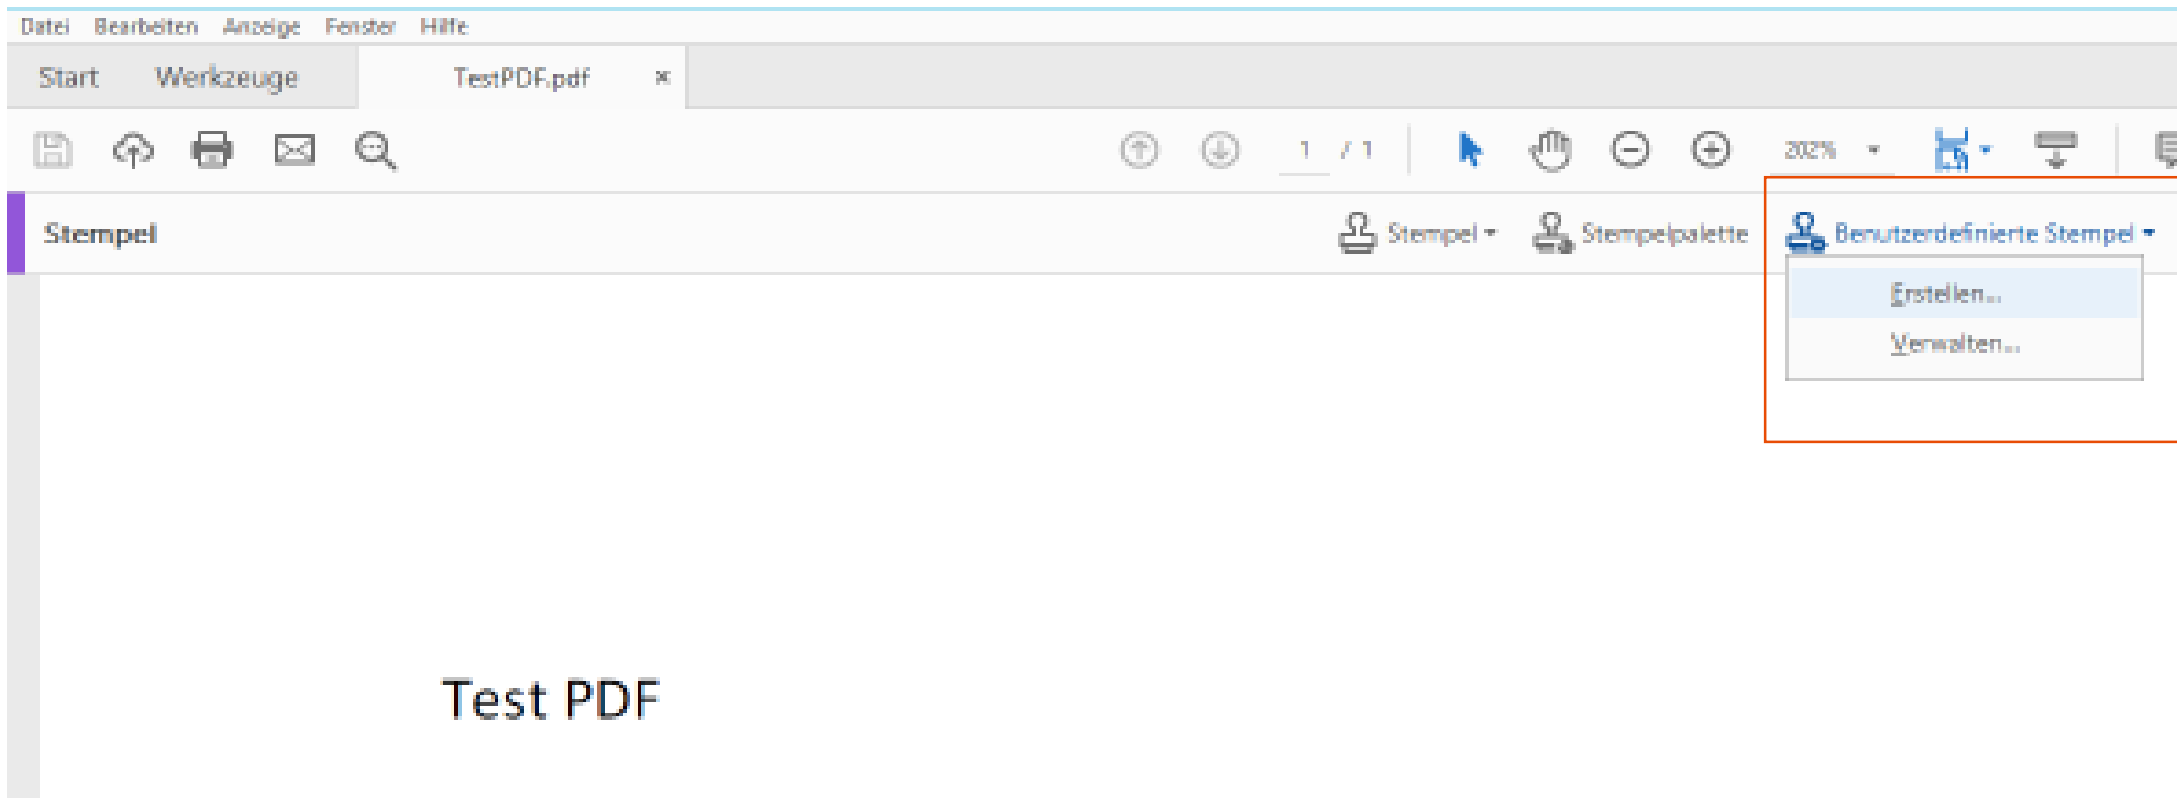 Datei Bearbeiten Anzeige Fenster Hilfe
Start Werkzeuge TestPDF.pdf ×
1 / 1 202%
Stempel Stempel Stempelpalette Benutzerdefinierte Stempel
Erstellen...
Verwalten...
Test PDF